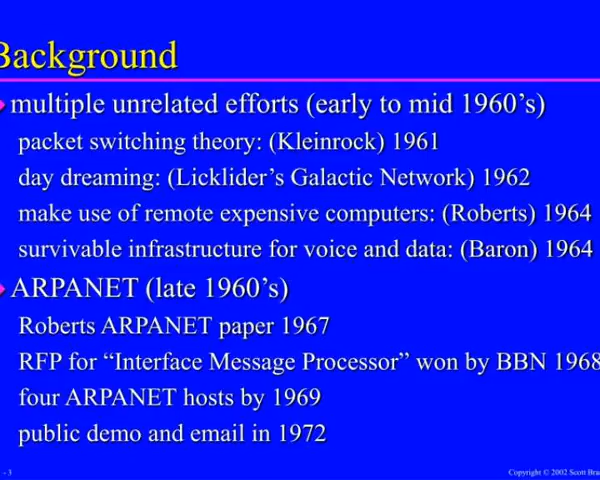 Background
multiple unrelated efforts (early to mid 1960’s)
packet switching theory: (Kleinrock) 1961
day dreaming: (Licklider’s Galactic Network) 1962
make use of remote expensive computers: (Roberts) 1964
survivable infrastructure for voice and data: (Baron) 1964
ARPANET (late 1960’s)
Roberts ARPANET paper 1967
RFP for “Interface Message Processor” won by BBN 1968
four ARPANET hosts by 1969
public demo and email in 1972
- 3
Copyright © 2002 Scott